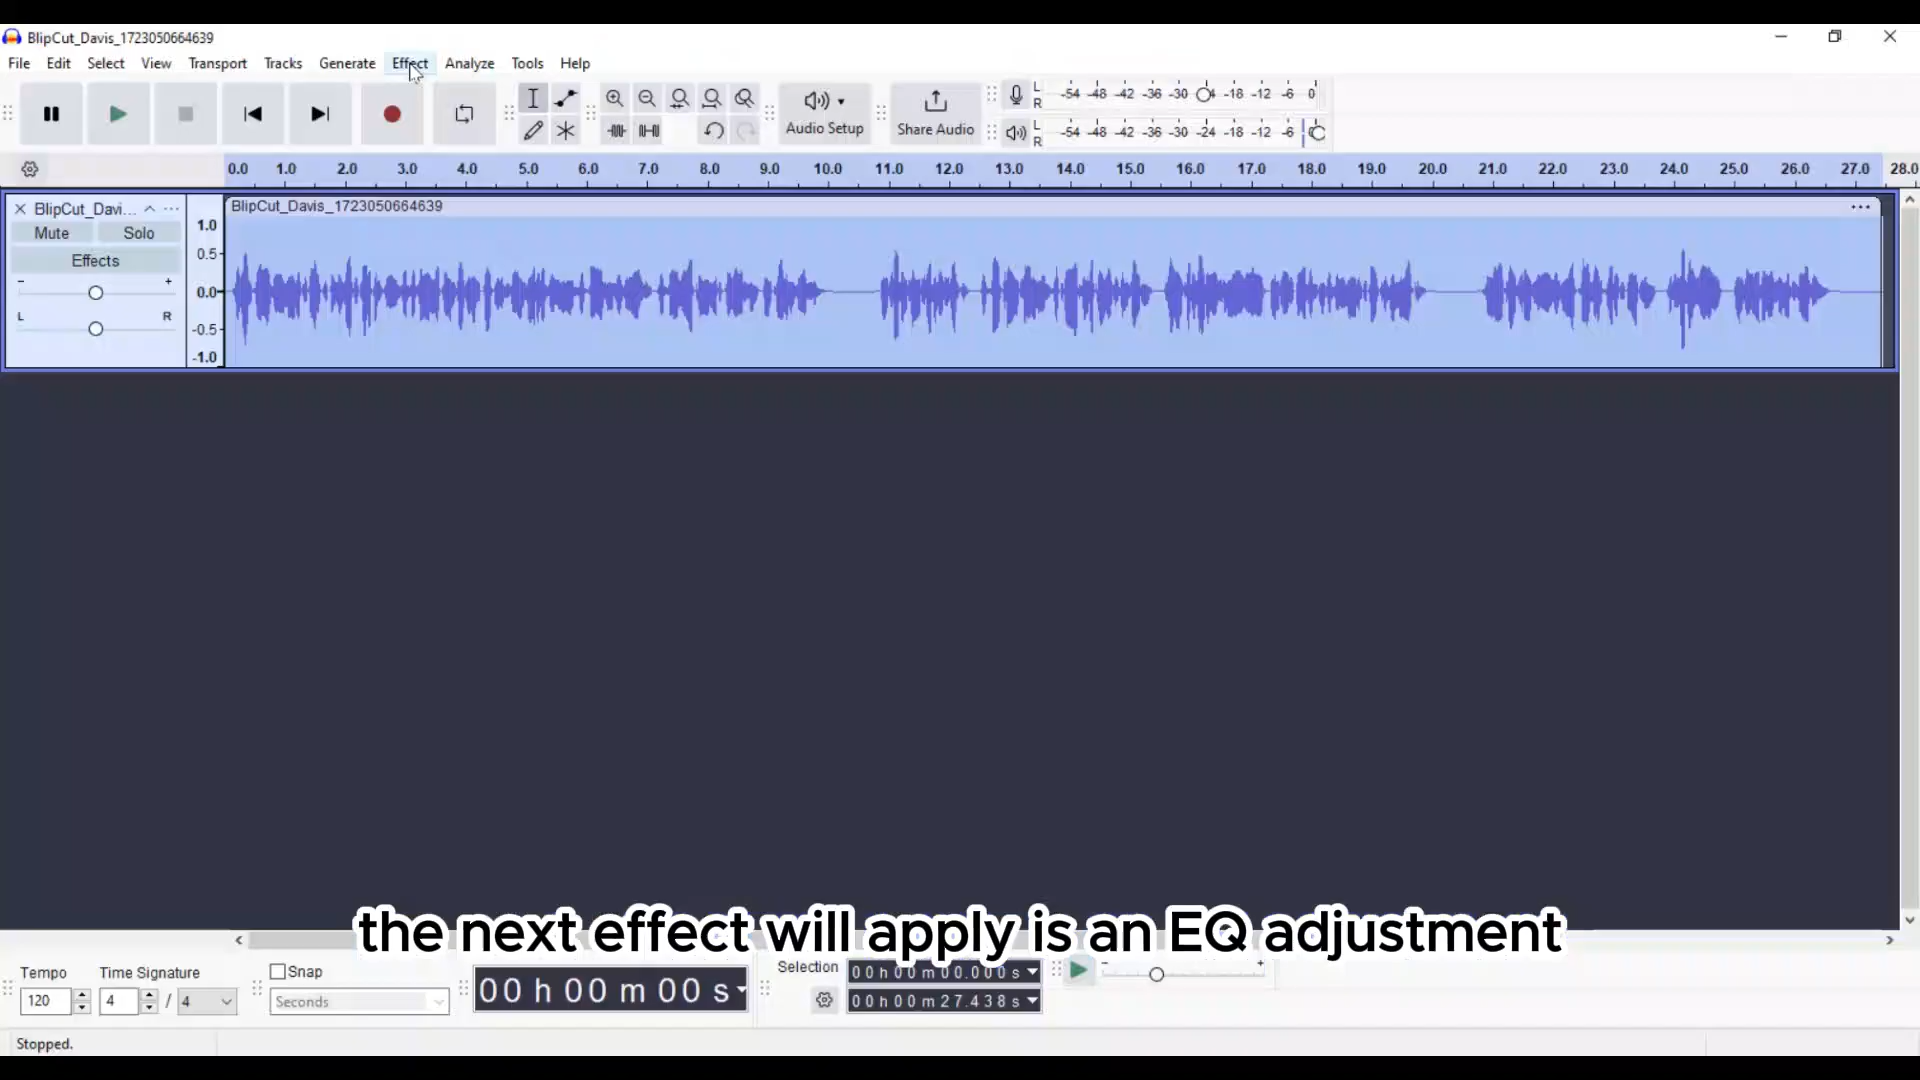 BlipCut_Davis_1723050664639
File Edit Select View Transport Tracks Generate Effect Analyze Tools Help
Audio Setup
Share Audio
L
R
-54 -48 -42 -36 -30 -18 -12 -6 0
L
R
-54 -48 -42 -36 -30 -24 -18 -12 -6
0.0 1.0 2.0 3.0 4.0 5.0 6.0 7.0 8.0 9.0 10.0 11.0 12.0 13.0 14.0 15.0 16.0 17.0 18.0 19.0 20.0 21.0 22.0 23.0 24.0 25.0 26.0 27.0 28.0
BlipCut_Davi...
Mute Solo
Effects
- +
L R
1.0
0.5
0.0
-0.5
-1.0
BlipCut_Davis_1723050664639
the next effect will apply is an EQ adjustment
Tempo
120
Time Signature
4 / 4
Snap
Seconds
00 h 00 m 00 s
Selection
00 h 00 m 00.000 s
00 h 00 m 27.438 s
- +
Stopped.